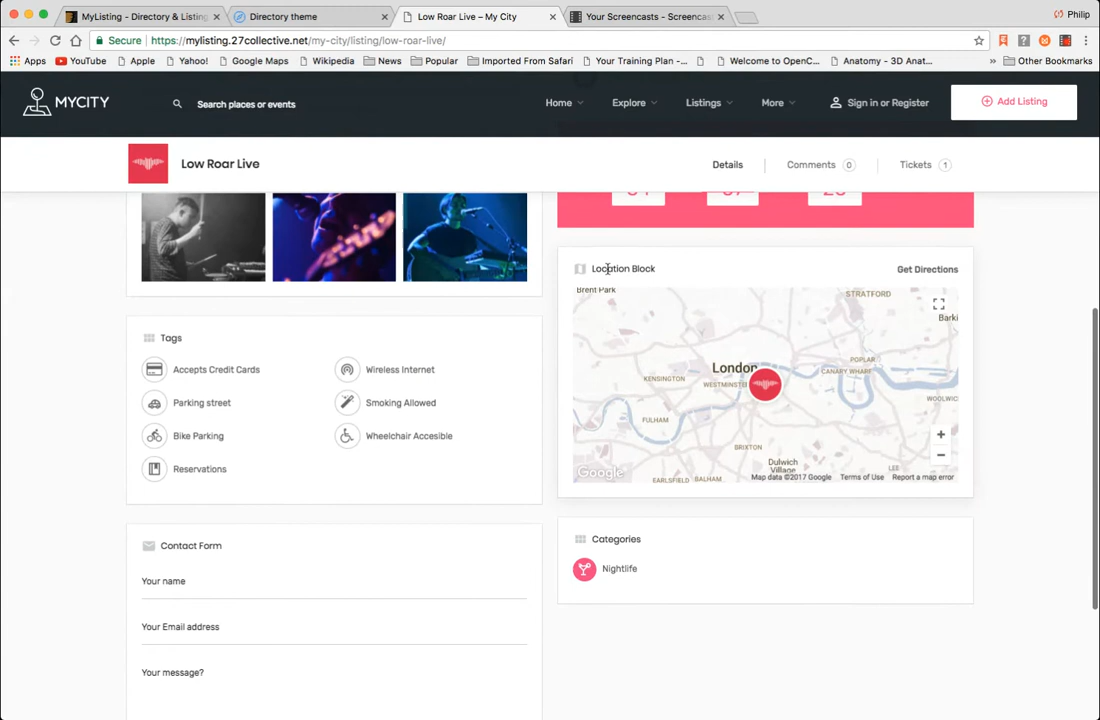 MyListing - Directory & Listing
Directory theme
Low Roar Live – My City
Your Screencasts - Screencas
Philip
Secure https://mylisting.27collective.net/my-city/listing/low-roar-live/
Apps YouTube Apple Yahoo! Google Maps Wikipedia News Popular Imported From Safari Your Training Plan -... Welcome to OpenC... Anatomy - 3D Anat... » Other Bookmarks
MYCITY
Search places or events
Home Explore Listings More
Sign in or Register
Add Listing
Low Roar Live
Details Comments 0 Tickets 1
Location Block
Get Directions
Brent Park
STRATFORD
Barki
London
POPLAR
KENSINGTON
WESTMINSTE
CANARY WHARF
WOOLWIC
FULHAM
BRIXTON
Dulwich
Village
LEE
Google
EARLSFIELD
BALHAM
Map data ©2017 Google Terms of Use Report a map error
Tags
Accepts Credit Cards
Wireless Internet
Parking street
Smoking Allowed
Bike Parking
Wheelchair Accesible
Reservations
Categories
Nightlife
Contact Form
Your name
Your Email address
Your message?